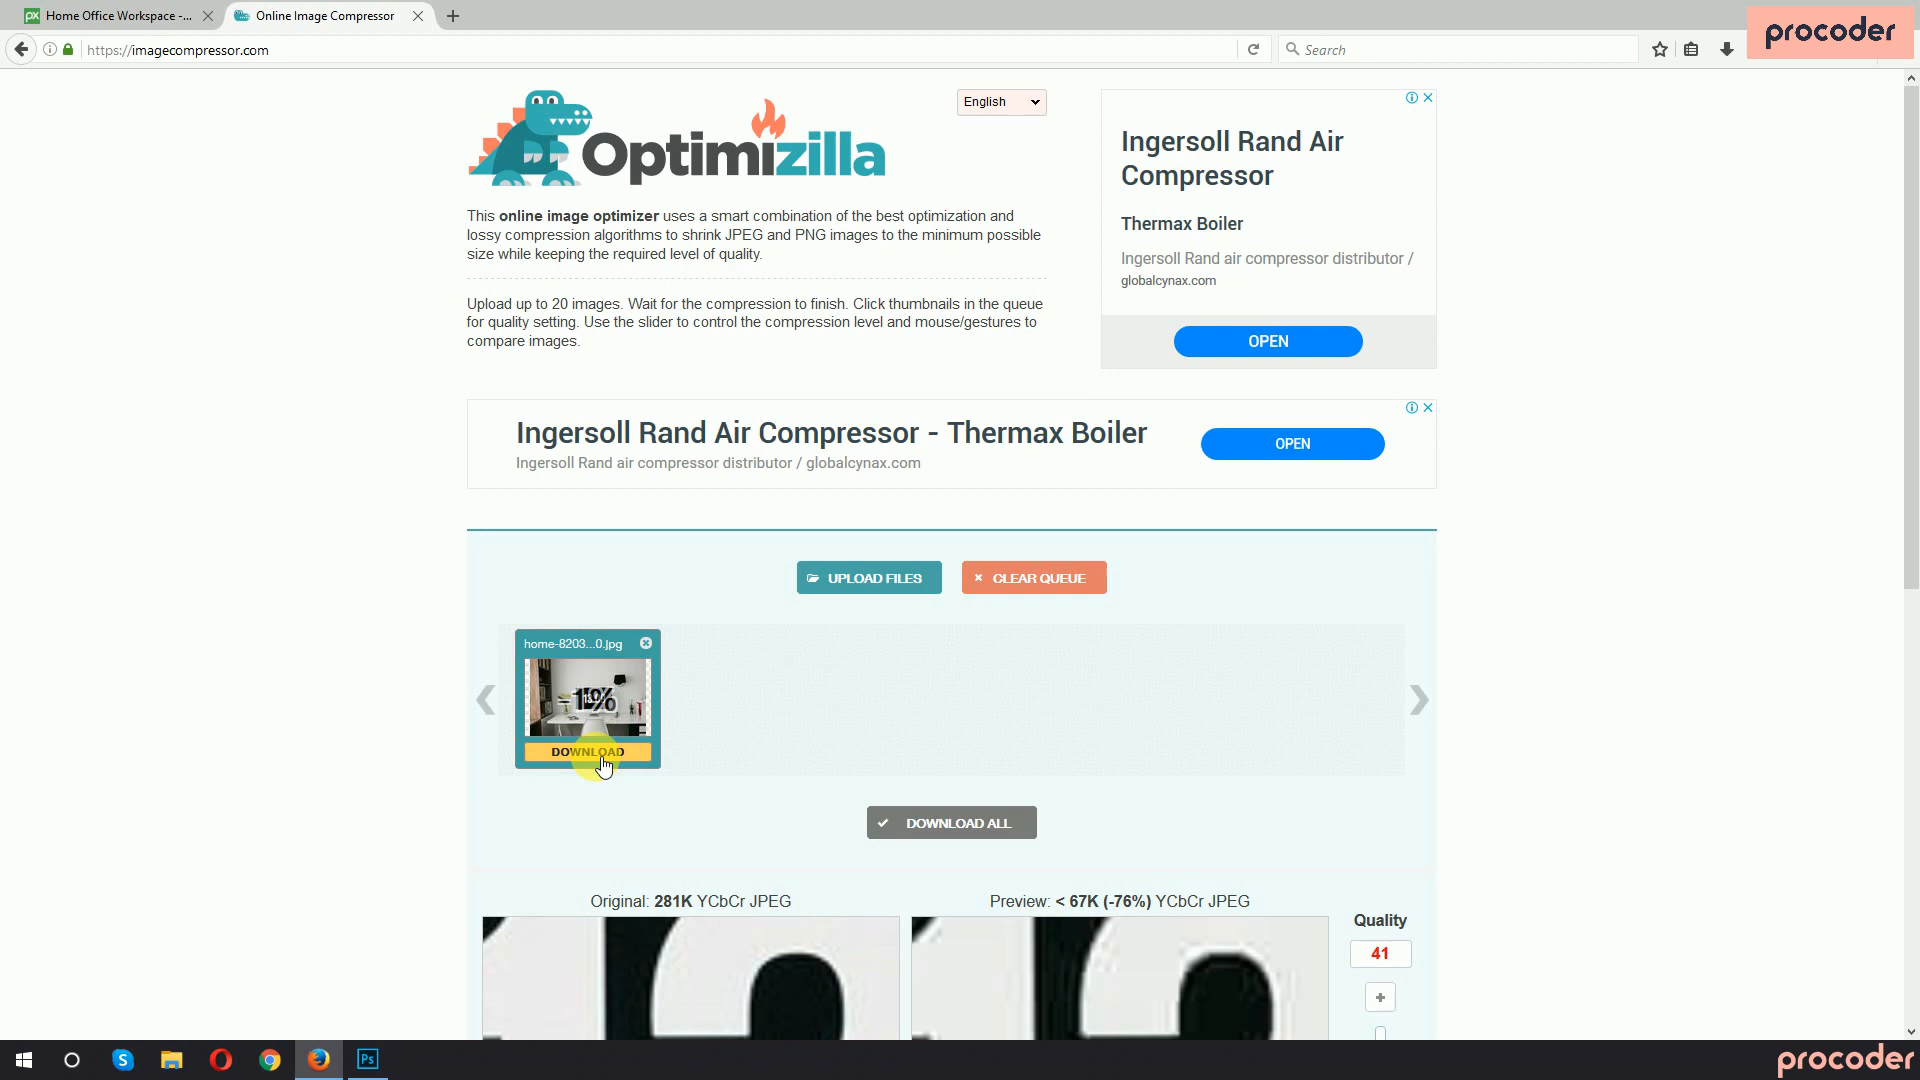 Home Office Workspace -...
Online Image Compressor
procoder
https://imagecompressor.com
Search
Optimizilla
English
This online image optimizer uses a smart combination of the best optimization and
lossy compression algorithms to shrink JPEG and PNG images to the minimum possible
size while keeping the required level of quality.
Upload up to 20 images. Wait for the compression to finish. Click thumbnails in the queue
for quality setting. Use the slider to control the compression level and mouse/gestures to
compare images.
Ingersoll Rand Air
Compressor
Thermax Boiler
Ingersoll Rand air compressor distributor /
globalcynax.com
OPEN
Ingersoll Rand Air Compressor - Thermax Boiler
Ingersoll Rand air compressor distributor / globalcynax.com
OPEN
UPLOAD FILES
CLEAR QUEUE
home-8203...0.jpg
DOWNLOAD
DOWNLOAD ALL
Original: 281K YCbCr JPEG
Preview: < 67K (-76%) YCbCr JPEG
Quality
41
Ps
procoder